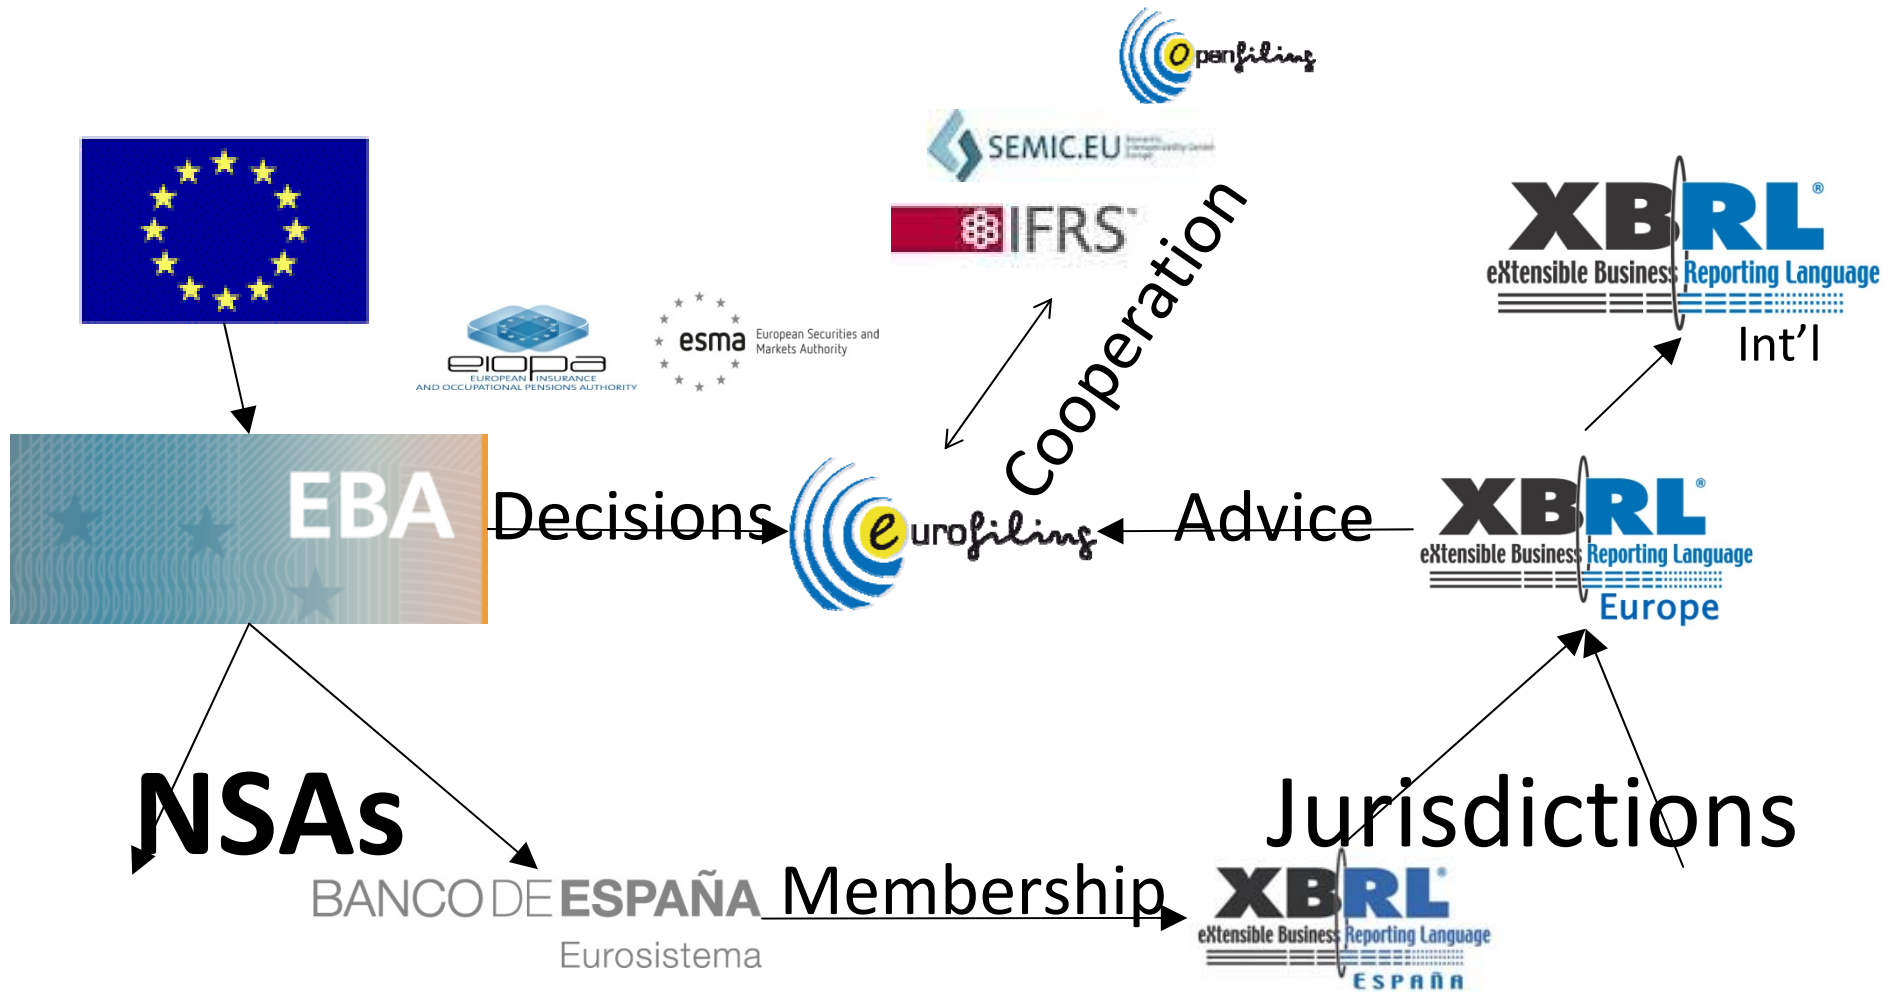 openfiling
SEMIC.EU
IFRS
Cooperation
XBRL®
eXtensible Business Reporting Language
Int'l
eiopa
EUROPEAN INSURANCE
AND OCCUPATIONAL PENSIONS AUTHORITY
esma
European Securities and
Markets Authority
EBA
Decisions
eurofiling
Advice
XBRL®
eXtensible Business Reporting Language
Europe
NSAs
Jurisdictions
BANCO DE ESPAÑA
Eurosistema
Membership
XBRL®
eXtensible Business Reporting Language
ESPAÑA